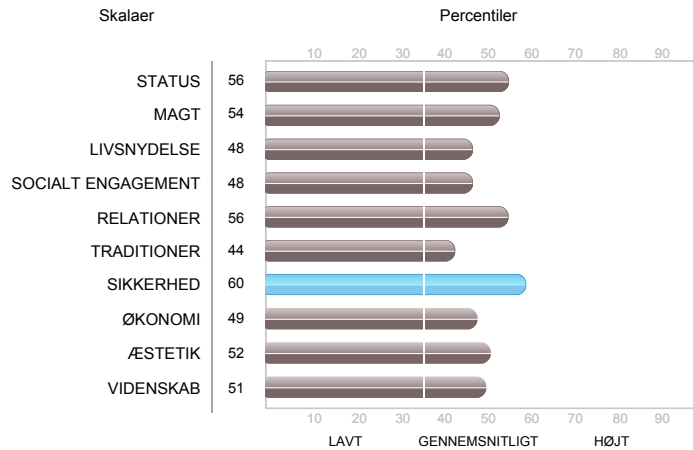 Skalaer Percentiler
10 20 30 40 50 60 70 80 90
STATUS 56
MAGT 54
LIVSNYDELSE 48
SOCIALT ENGAGEMENT 48
RELATIONER 56
TRADITIONER 44
SIKKERHED 60
ØKONOMI 49
ÆSTETIK 52
VIDENSKAB 51
10 20 30 40 50 60 70 80 90
LAVT GENNEMSNITLIGT HØJT